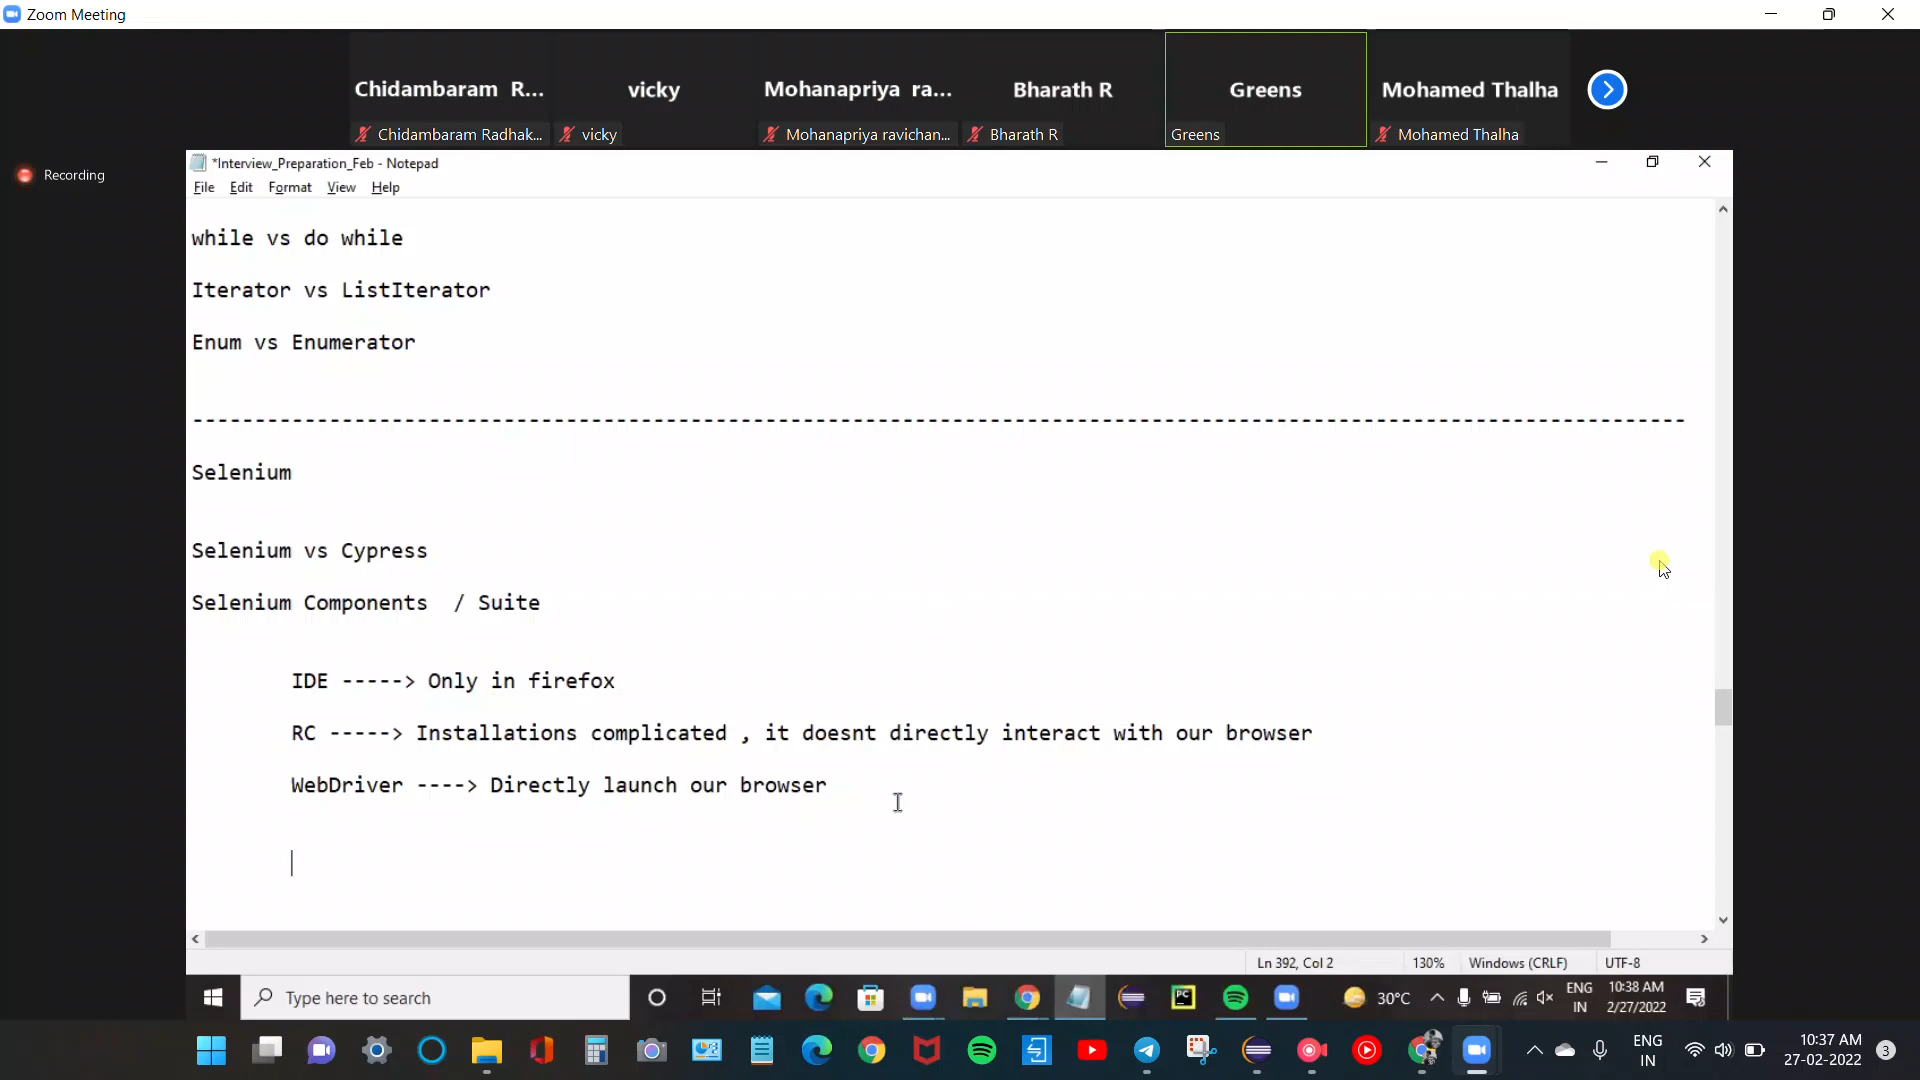 Zoom Meeting
Chidambaram R... vicky Mohanapriya ra... Bharath R Greens Mohamed Thalha
Chidambaram Radhak... vicky Mohanapriya ravichan... Bharath R Greens Mohamed Thalha
Recording
*Interview_Preparation_Feb - Notepad
File Edit Format View Help
while vs do while
Iterator vs ListIterator
Enum vs Enumerator
------------------------------------------------------------------------------------------------------------------------
Selenium
Selenium vs Cypress
Selenium Components / Suite
IDE -----> Only in firefox
RC -----> Installations complicated , it doesnt directly interact with our browser
WebDriver ----> Directly launch our browser
Ln 392, Col 2 130% Windows (CRLF) UTF-8
Type here to search PC 30°C ENG IN 10:38 AM 2/27/2022
ENG IN 10:37 AM 27-02-2022 3